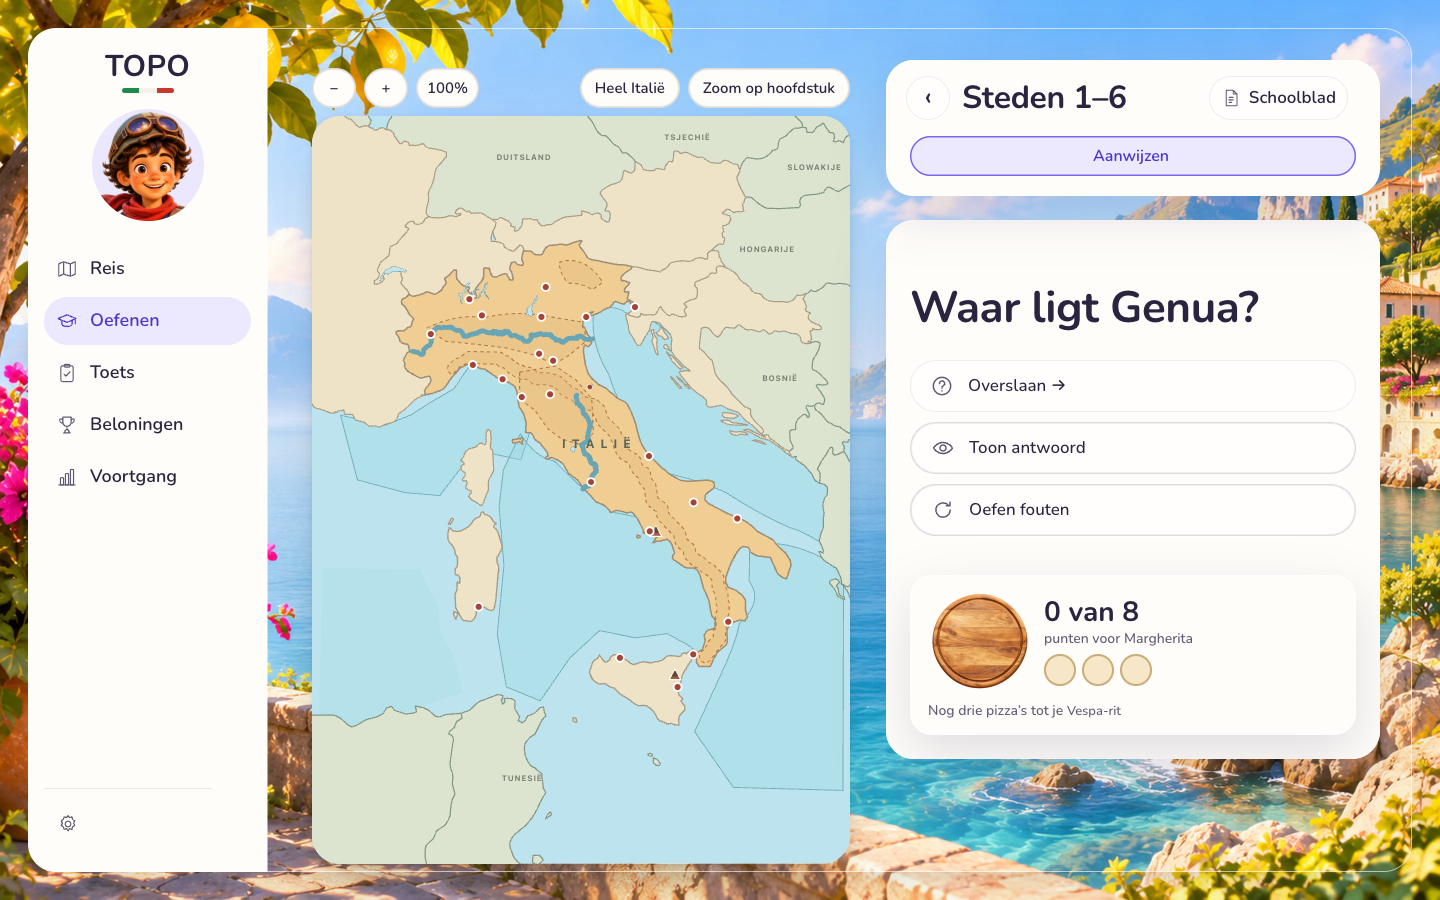 TOPO
Reis
Oefenen
Toets
Beloningen
Voortgang
−
+
100%
Heel Italië
Zoom op hoofdstuk
DUITSLAND
TSJECHIË
SLOWAKIJE
HONGARIJE
BOSNIË
ITALIË
TUNESIË
‹
Steden 1–6
Schoolblad
Aanwijzen
Waar ligt Genua?
Overslaan →
Toon antwoord
Oefen fouten
0 van 8
punten voor Margherita
Nog drie pizza's tot je Vespa-rit